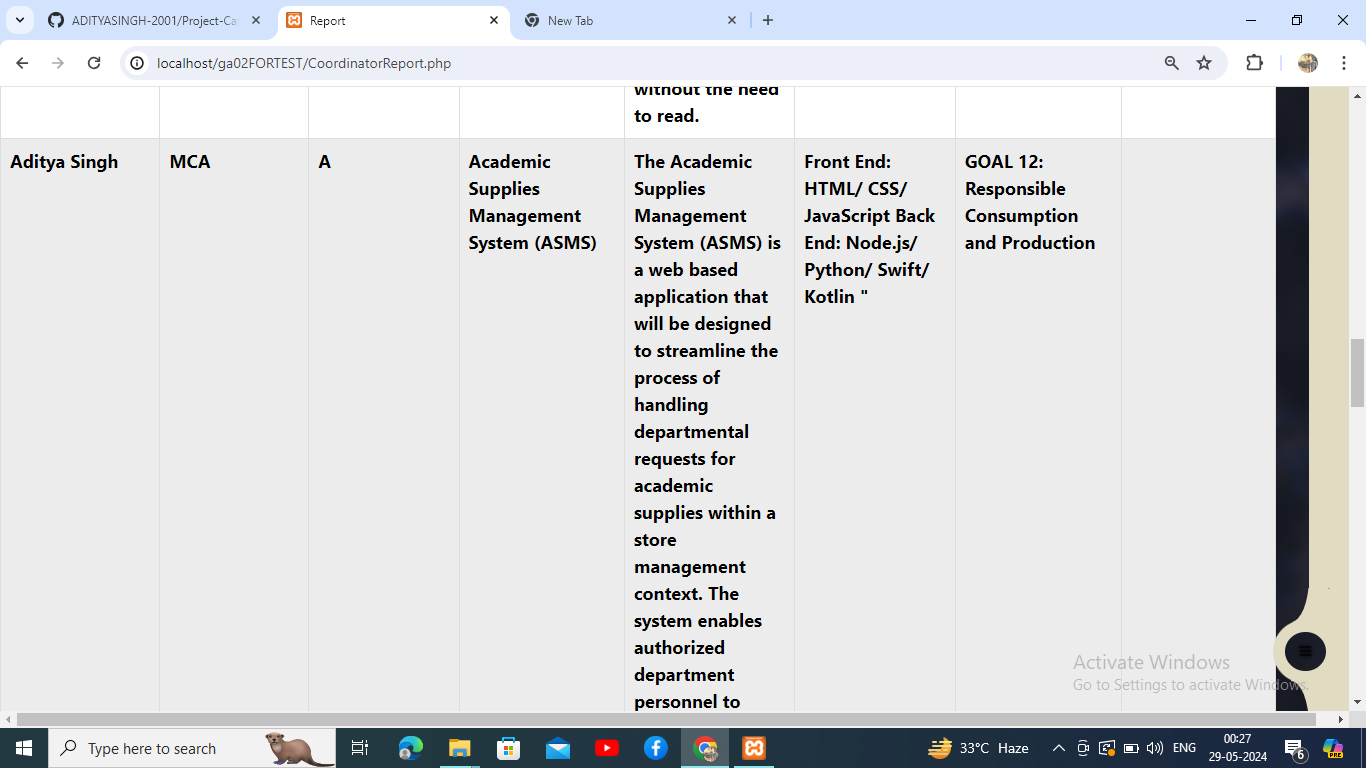 ADITYASINGH-2001/Project-Ca
Report
New Tab
localhost/ga02FORTEST/CoordinatorReport.php
without the need
to read.
Aditya Singh
MCA
A
Academic
Supplies
Management
System (ASMS)
The Academic
Supplies
Management
System (ASMS) is
a web based
application that
will be designed
to streamline the
process of
handling
departmental
requests for
academic
supplies within a
store
management
context. The
system enables
authorized
department
personnel to
Front End:
HTML/ CSS/
JavaScript Back
End: Node.js/
Python/ Swift/
Kotlin "
GOAL 12:
Responsible
Consumption
and Production
Activate Windows
Go to Settings to activate Windows.
Type here to search
33°C Haze
ENG
00:27
29-05-2024
6
PRE